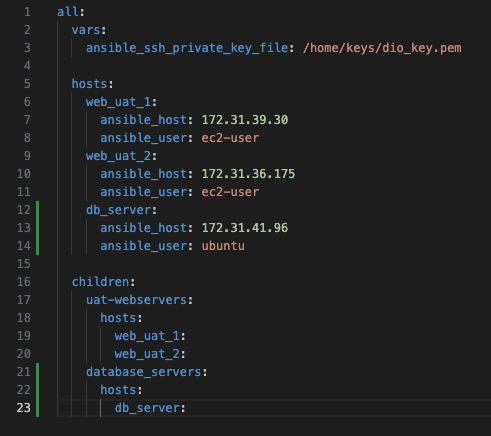 1 all:
2   vars:
3     ansible_ssh_private_key_file: /home/keys/dio_key.pem
4
5   hosts:
6     web_uat_1:
7       ansible_host: 172.31.39.30
8       ansible_user: ec2-user
9     web_uat_2:
10       ansible_host: 172.31.36.175
11       ansible_user: ec2-user
12     db_server:
13       ansible_host: 172.31.41.96
14       ansible_user: ubuntu
15
16   children:
17     uat-webservers:
18       hosts:
19         web_uat_1:
20         web_uat_2:
21     database_servers:
22       hosts:
23         db_server: